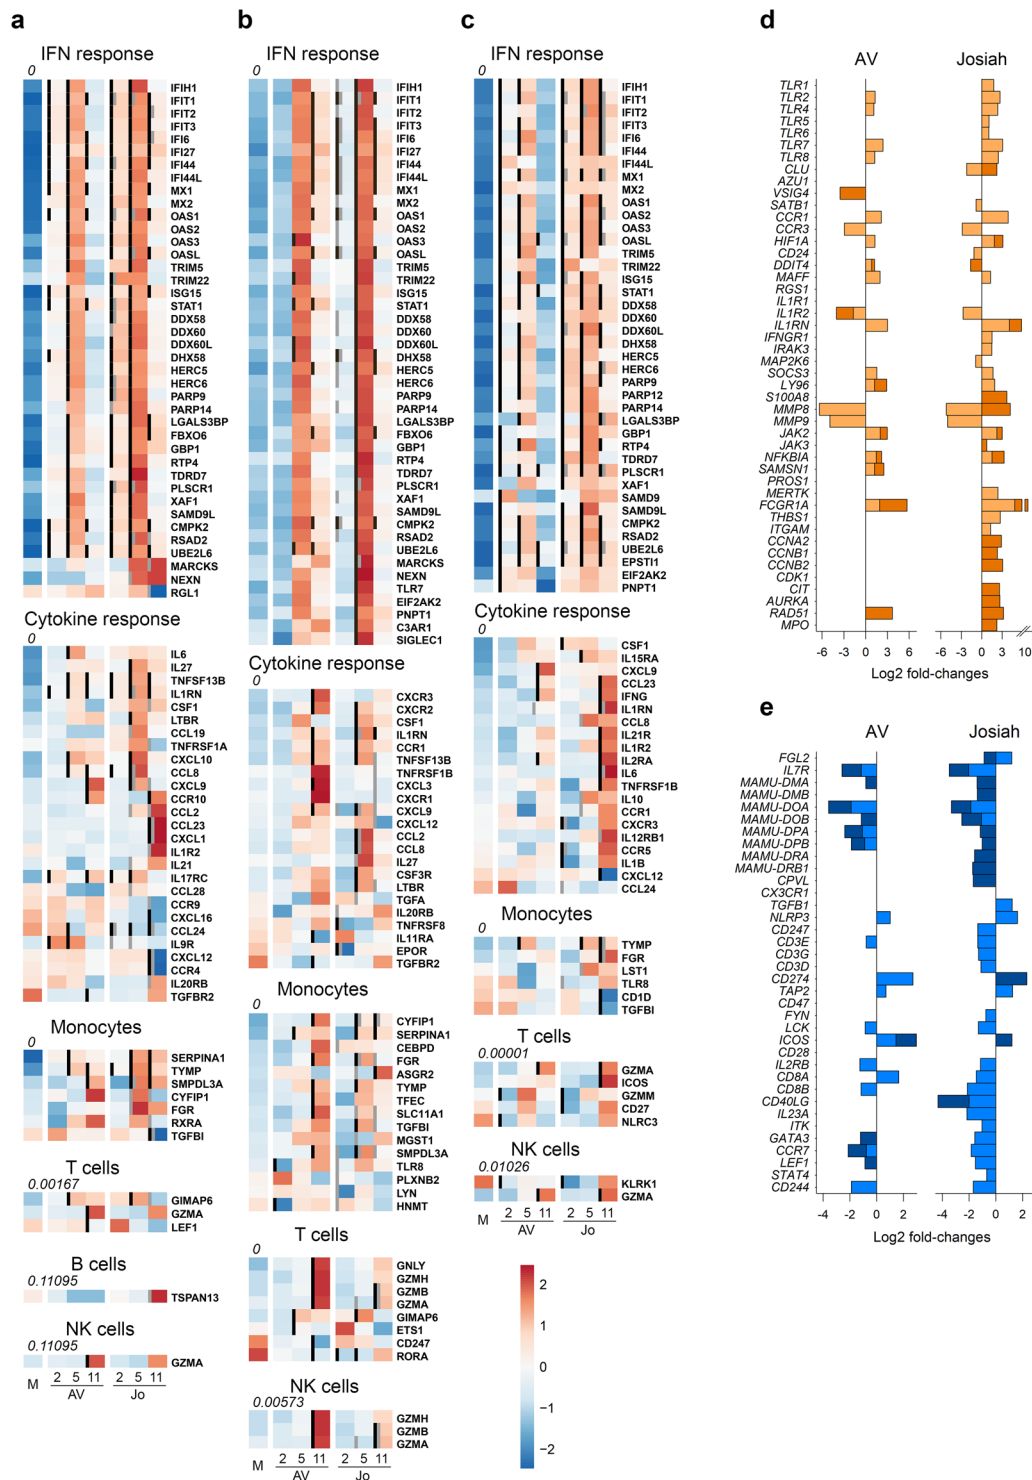 a
IFN response
0
IFIH1
IFIT1
IFIT2
IFIT3
IFI6
IFI27
IFI44
IFI44L
MX1
MX2
OAS1
OAS2
OAS3
OASL
TRIM5
TRIM22
ISG15
STAT1
DDX58
DDX60
DDX60L
DHX58
HERC5
HERC6
PARP9
PARP14
LGALS3BP
FBXO6
GBP1
RTP4
TDRD7
PLSCR1
XAF1
SAMD9L
CMPK2
RSAD2
UBE2L6
MARCKS
NEXN
RGL1
Cytokine response
0
IL6
IL27
TNFSF13B
IL1RN
CSF1
LTBR
CCL19
TNFRSF1A
CXCL10
CCL8
CXCL9
CCR10
CCL2
CCL23
CXCL1
IL1R2
IL21
IL17RC
CCL28
CCR9
CXCL16
CCL24
IL9R
CXCL12
CCR4
IL20RB
TGFBR2
Monocytes
0
SERPINA1
TYMP
SMPDL3A
CYFIP1
FGR
RXRA
TGFBI
T cells
0.00167
GIMAP6
GZMA
LEF1
B cells
0.11095
TSPAN13
NK cells
0.11095
GZMA
M
2 5 11
2 5 11
AV
Jo
b
IFN response
0
IFIH1
IFIT1
IFIT2
IFIT3
IFI6
IFI27
IFI44
IFI44L
MX1
MX2
OAS1
OAS2
OAS3
OASL
TRIM5
TRIM22
ISG15
STAT1
DDX58
DDX60
DDX60L
DHX58
HERC5
HERC6
PARP9
PARP14
LGALS3BP
FBXO6
GBP1
RTP4
TDRD7
PLSCR1
XAF1
SAMD9L
CMPK2
RSAD2
UBE2L6
MARCKS
NEXN
TLR7
EIF2AK2
PNPT1
C3AR1
SIGLEC1
Cytokine response
0
CXCR3
CXCR2
CSF1
IL1RN
CCR1
TNFSF13B
TNFRSF1B
CXCL3
CXCR1
CXCL9
CXCL12
CCL2
CCL8
IL27
CSF3R
LTBR
TGFA
IL20RB
TNFRSF8
IL11RA
EPOR
TGFBR2
Monocytes
0
CYFIP1
SERPINA1
CEBPD
FGR
ASGR2
TYMP
TFEC
SLC11A1
TGFBI
MGST1
SMPDL3A
TLR8
PLXNB2
LYN
HNMT
T cells
0
GNLY
GZMH
GZMB
GZMA
GIMAP6
ETS1
CD247
RORA
NK cells
0.00573
GZMH
GZMB
GZMA
M
2 5 11
2 5 11
AV
Jo
c
IFN response
0
IFIH1
IFIT1
IFIT2
IFIT3
IFI6
IFI44
IFI44L
MX1
MX2
OAS1
OAS2
OAS3
OASL
TRIM5
TRIM22
ISG15
STAT1
DDX58
DDX60
DDX60L
DHX58
HERC5
HERC6
PARP9
PARP12
PARP14
LGALS3BP
GBP1
RTP4
TDRD7
PLSCR1
XAF1
SAMD9
SAMD9L
CMPK2
RSAD2
UBE2L6
EPSTI1
EIF2AK2
PNPT1
Cytokine response
0
CSF1
IL15RA
CXCL9
CCL23
IFNG
IL1RN
CCL8
IL21R
IL1R2
IL2RA
IL6
TNFRSF1B
IL10
CCR1
CXCR3
IL12RB1
CCR5
IL1B
CXCL12
CCL24
Monocytes
0
TYMP
FGR
LST1
TLR8
CD1D
TGFBI
T cells
0.00001
GZMA
ICOS
GZMM
CD27
NLRC3
NK cells
0.01026
KLRK1
GZMA
M
2 5 11
2 5 11
AV
Jo
2
1
0
−1
−2
d
AV
Josiah
TLR1
TLR2
TLR4
TLR5
TLR6
TLR7
TLR8
CLU
AZU1
VSIG4
SATB1
CCR1
CCR3
HIF1A
CD24
DDIT4
MAFF
RGS1
IL1R1
IL1R2
IL1RN
IFNGR1
IRAK3
MAP2K6
SOCS3
LY96
S100A8
MMP8
MMP9
JAK2
JAK3
NFKBIA
SAMSN1
PROS1
MERTK
FCGR1A
THBS1
ITGAM
CCNA2
CCNB1
CCNB2
CDK1
CIT
AURKA
RAD51
MPO
-6 -3 0 3 6
-6 -3 0 3 10
Log2 fold-changes
e
AV
Josiah
FGL2
IL7R
MAMU-DMA
MAMU-DMB
MAMU-DOA
MAMU-DOB
MAMU-DPA
MAMU-DPB
MAMU-DRA
MAMU-DRB1
CPVL
CX3CR1
TGFB1
NLRP3
CD247
CD3E
CD3G
CD3D
CD274
TAP2
CD47
FYN
LCK
ICOS
CD28
IL2RB
CD8A
CD8B
CD40LG
IL23A
ITK
GATA3
CCR7
LEF1
STAT4
CD244
-4 -2 0 2
-4 -2 0 2
Log2 fold-changes